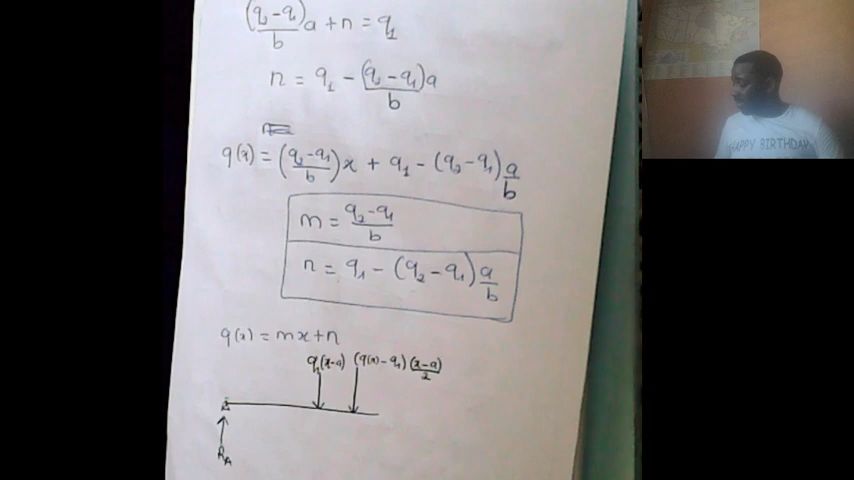 (q₂-q₁)/b a + n = q₁
n = q₁ - (q₂-q₁)a/b
q(x) = (q₂-q₁/b)x + q₁ - (q₂-q₁)a/b
m = q₂-q₁/b
n = q₁ - (q₂-q₁)a/b
q(x) = mx+n
q₁(x-a) (q(x)-q₁)(x-a)/2
R_A
HAPPY BIRTHDAY